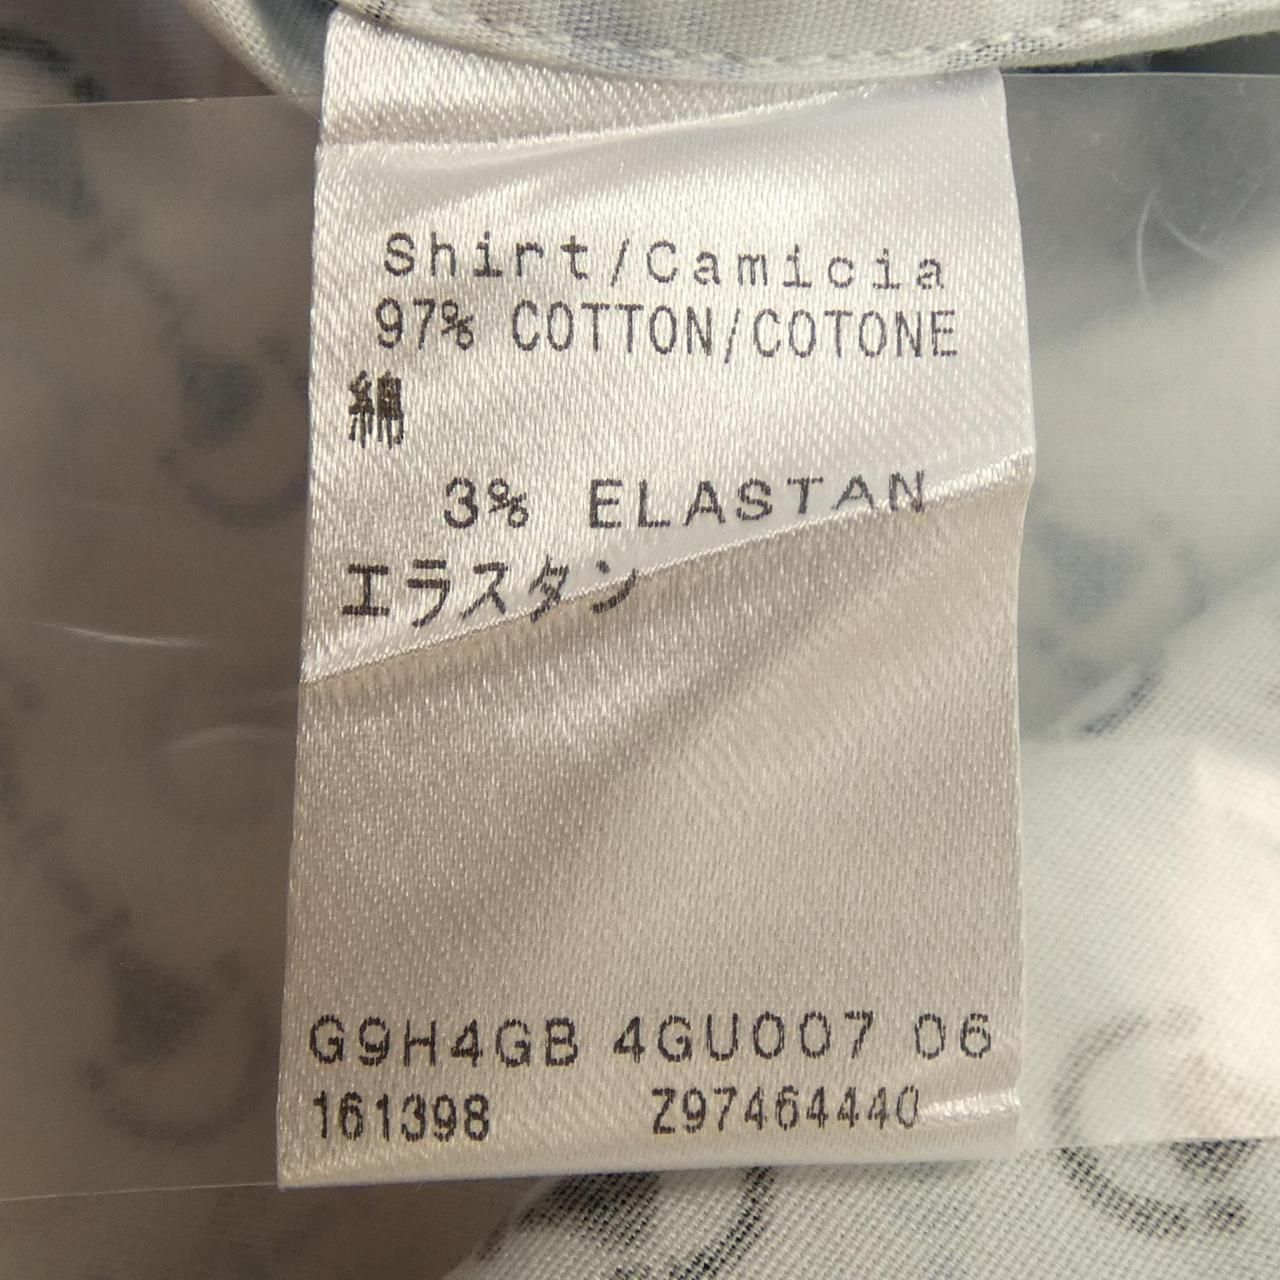 Shirt/Camicia
97% COTTON/COTONE
綿
3% ELASTAN
エラスタン
G9H4GB 4GU007 06
161398 Z97464440